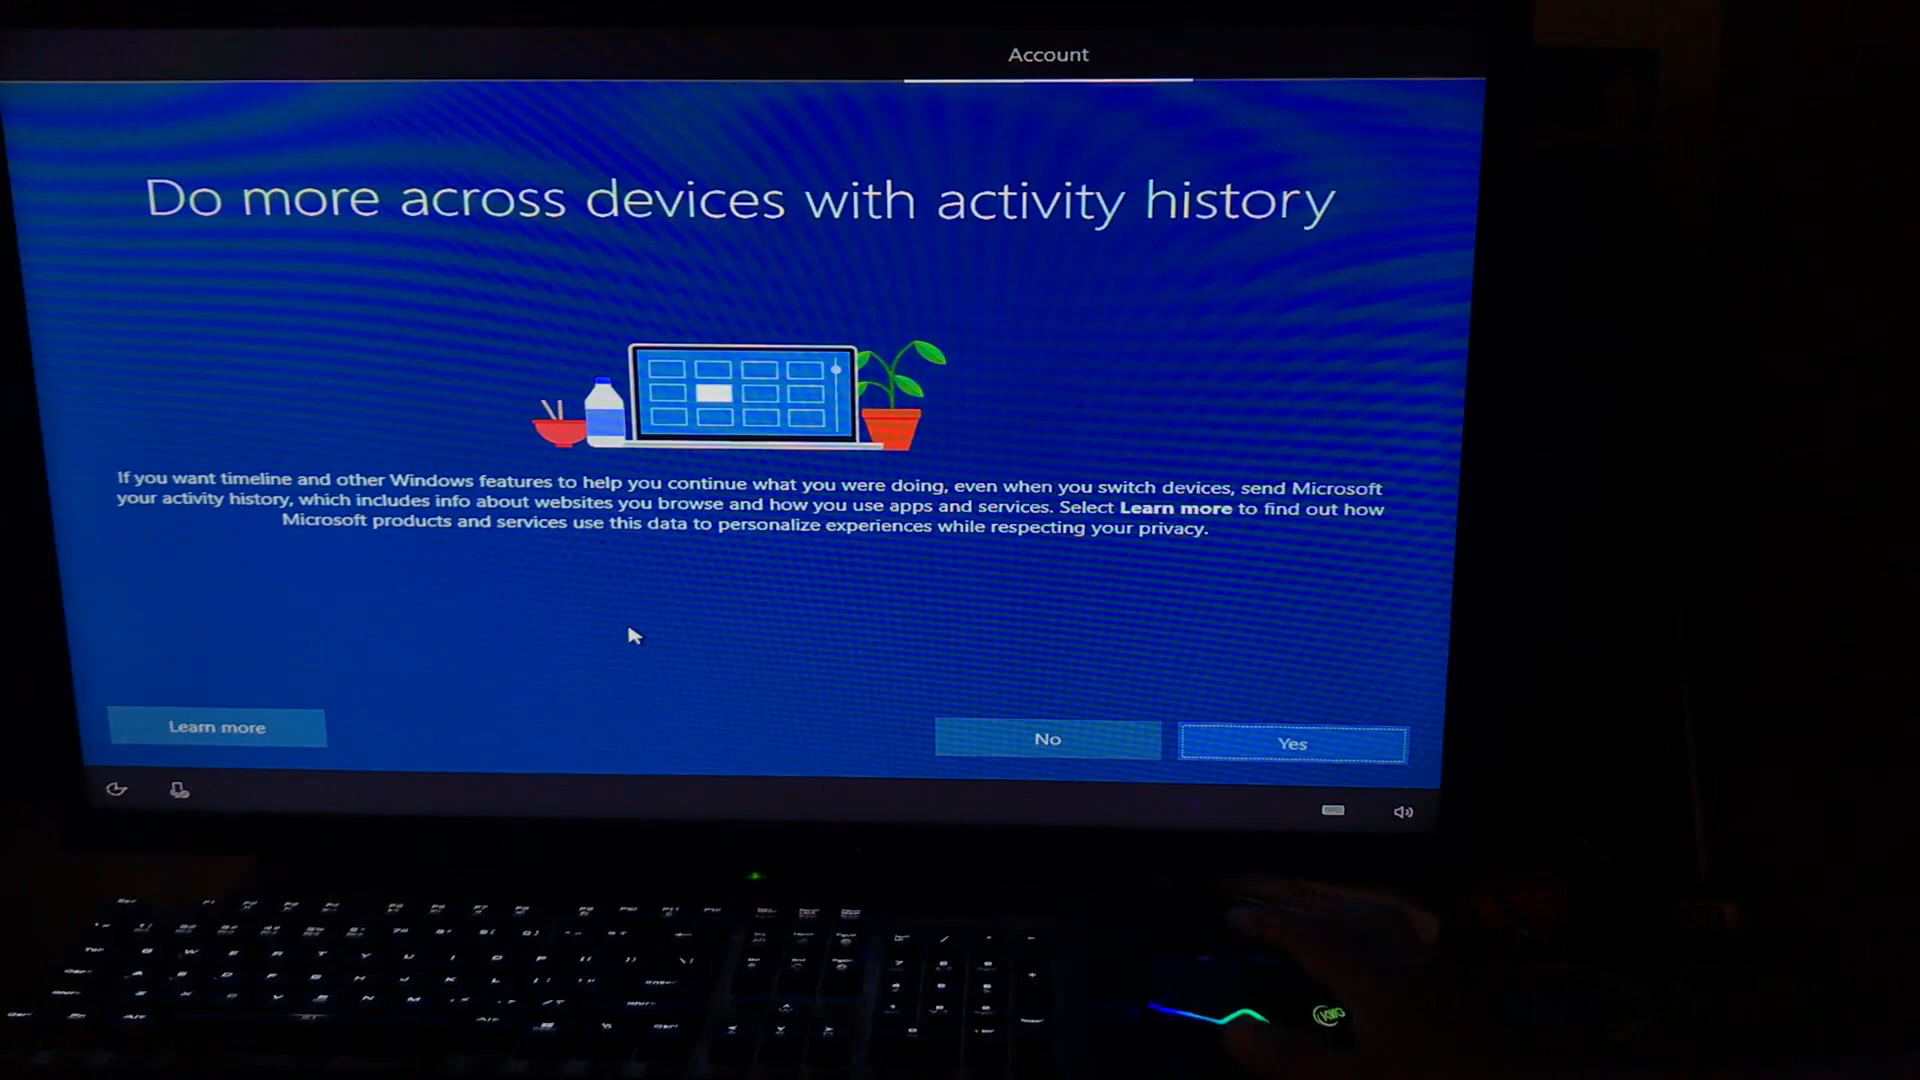 Account
Do more across devices with activity history
If you want timeline and other Windows features to help you continue what you were doing, even when you switch devices, send Microsoft
your activity history, which includes info about websites you browse and how you use apps and services. Select Learn more to find out how
Microsoft products and services use this data to personalize experiences while respecting your privacy.
Learn more
No
Yes